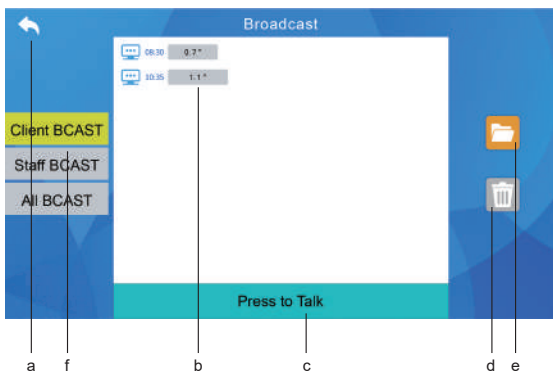 Broadcast
08:30 0.7"
10:35 1.1"
Client BCAST
Staff BCAST
All BCAST
Press to Talk
a f b c d e